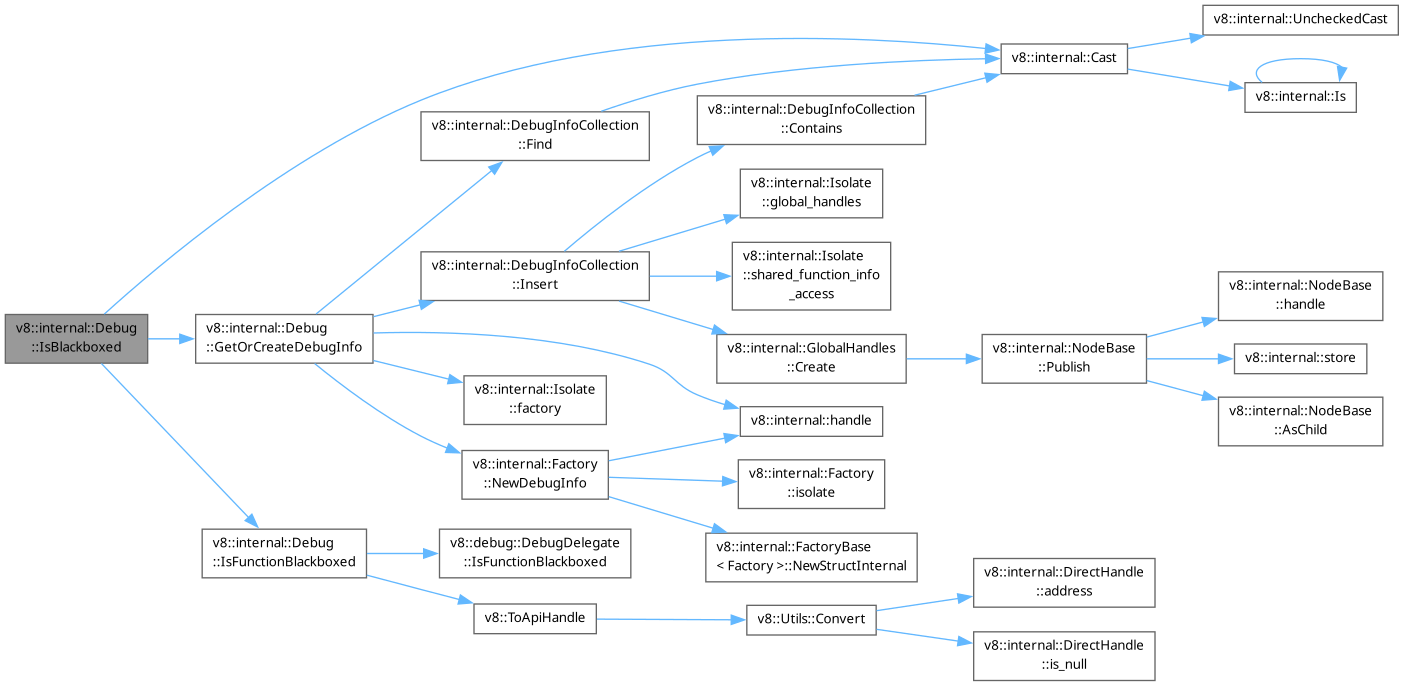 v8::internal::Debug
::IsBlackboxed
v8::internal::Cast
v8::internal::UncheckedCast
v8::internal::Is
v8::internal::Debug
::GetOrCreateDebugInfo
v8::internal::DebugInfoCollection
::Find
v8::internal::DebugInfoCollection
::Insert
v8::internal::DebugInfoCollection
::Contains
v8::internal::Isolate
::global_handles
v8::internal::Isolate
::shared_function_info
_access
v8::internal::GlobalHandles
::Create
v8::internal::NodeBase
::Publish
v8::internal::NodeBase
::handle
v8::internal::store
v8::internal::NodeBase
::AsChild
v8::internal::Isolate
::factory
v8::internal::handle
v8::internal::Factory
::NewDebugInfo
v8::internal::Factory
::isolate
v8::internal::FactoryBase
< Factory >::NewStructInternal
v8::internal::Debug
::IsFunctionBlackboxed
v8::debug::DebugDelegate
::IsFunctionBlackboxed
v8::ToApiHandle
v8::Utils::Convert
v8::internal::DirectHandle
::address
v8::internal::DirectHandle
::is_null